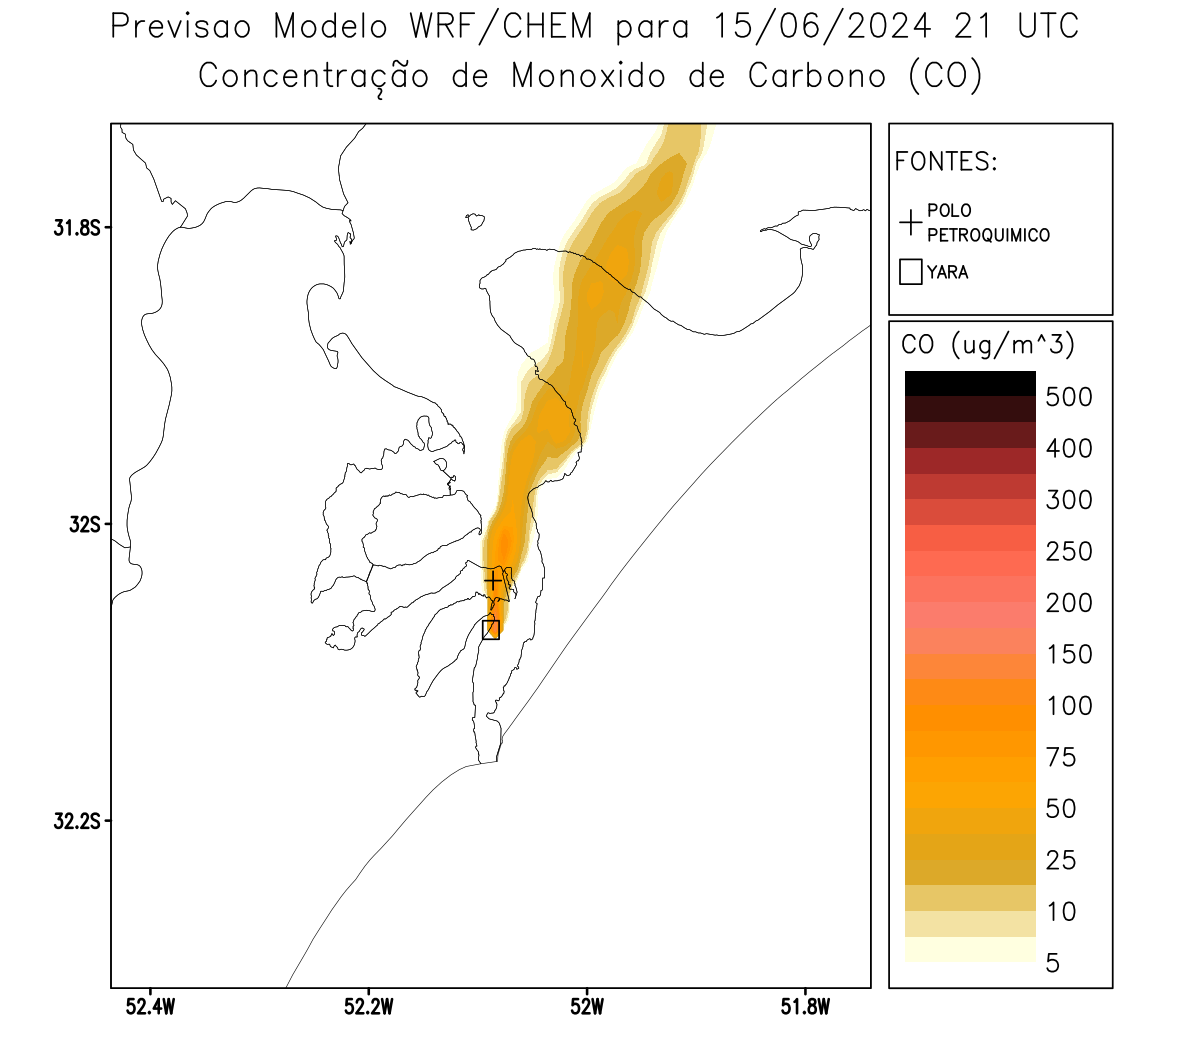 Previsao Modelo WRF/CHEM para 15/06/2024 21 UTC
Concentração de Monoxido de Carbono (CO)
FONTES:
POLO
PETROQUIMICO
YARA
CO (ug/m^3)
500
400
300
250
200
150
100
75
50
25
10
5
31.8S
32S
32.2S
52.4W
52.2W
52W
51.8W